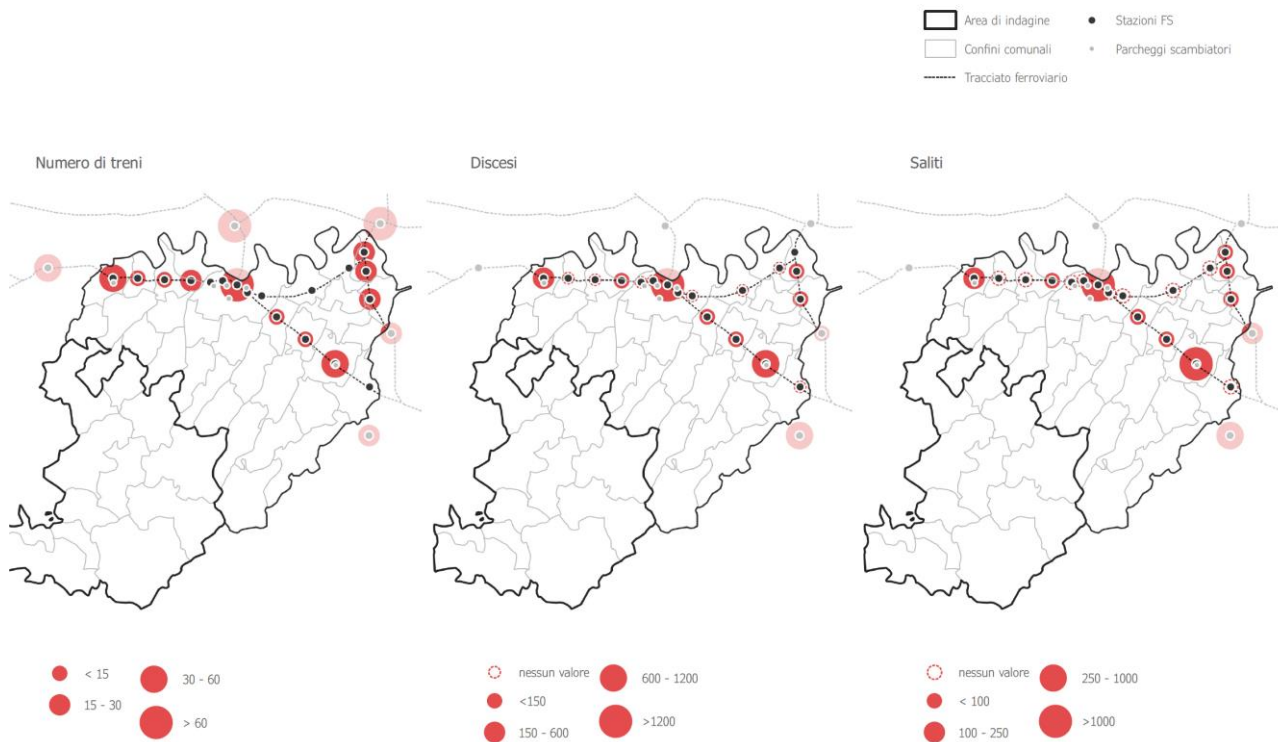 Area di indagine
Stazioni FS
Confini comunali
Parcheggi scambiatori
Tracciato ferroviario
Numero di treni
Discesi
Saliti
< 15
30 - 60
15 - 30
> 60
nessun valore
600 - 1200
<150
150 - 600
>1200
nessun valore
250 - 1000
< 100
100 - 250
>1000